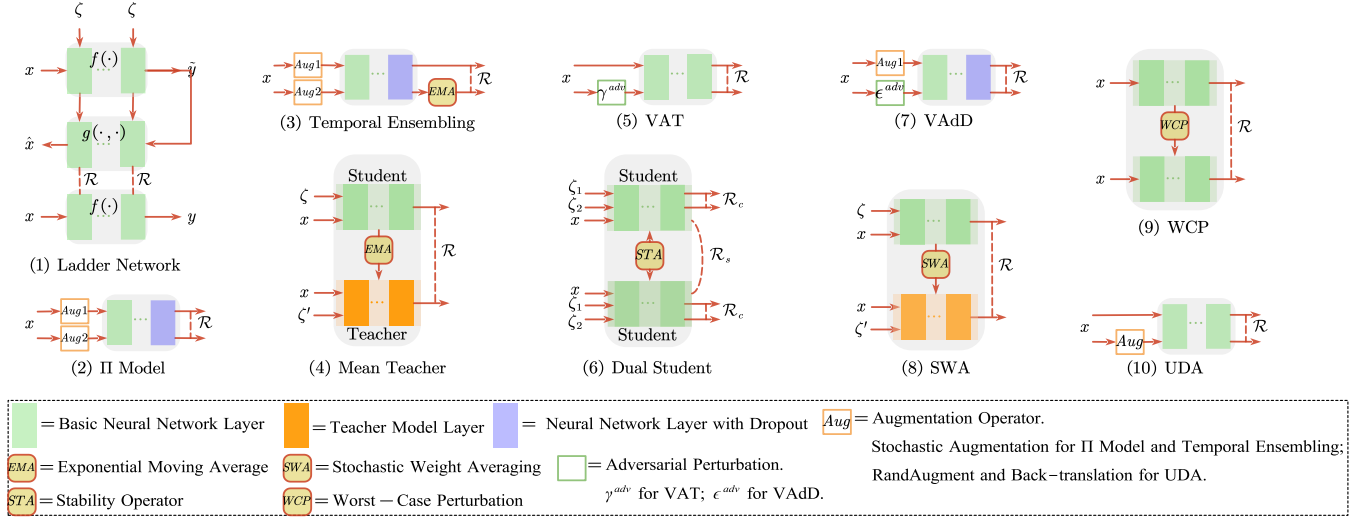 ζ ζ
f(·)
x ỹ
...
g(·,·)
x̂
...
R R
f(·)
x ... y
(1) Ladder Network
Aug1
x ... R
Aug2
(2) Π Model
Aug1
x ... R
Aug2 EMA
(3) Temporal Ensembling
Student
ζ
x ...
EMA R
x
ζ′ ...
Teacher
(4) Mean Teacher
x ... R
γ^adv
(5) VAT
Student
ζ₁
ζ₂ ... R_c
x
STA R_s
x
ζ₁ ... R_c
ζ₂
Student
(6) Dual Student
Aug1
x ... R
ϵ^adv
(7) VAdD
ζ
x ...
SWA R
x
ζ′ ...
(8) SWA
x ...
WCP R
x ...
(9) WCP
x ... R
Aug
(10) UDA
= Basic Neural Network Layer
= Teacher Model Layer
= Neural Network Layer with Dropout
Aug = Augmentation Operator.
Stochastic Augmentation for Π Model and Temporal Ensembling;
RandAugment and Back−translation for UDA.
EMA = Exponential Moving Average
SWA = Stochastic Weight Averaging
= Adversarial Perturbation.
γ^adv for VAT; ϵ^adv for VAdD.
STA = Stability Operator
WCP = Worst − Case Perturbation